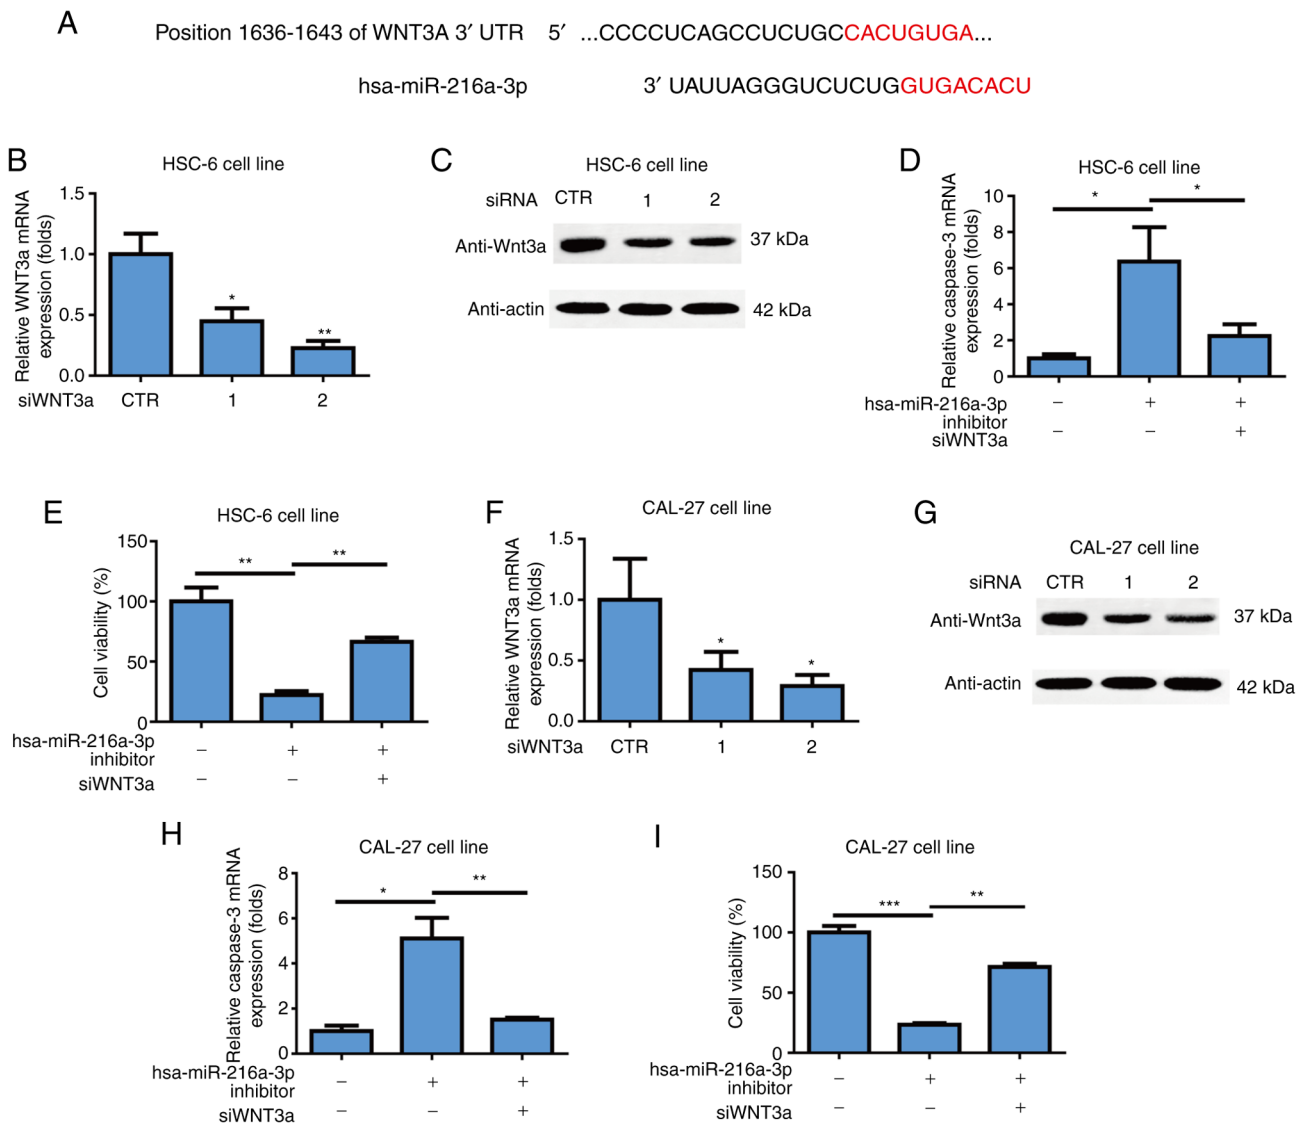 A
Position 1636-1643 of WNT3A 3′ UTR 5′ ...CCCCUCAGCCUCUGCCACUGUGA...
hsa-miR-216a-3p 3′ UAUUAGGGUCUCUGGUGACACU
B
HSC-6 cell line
Relative WNT3a mRNA
expression (folds)
1.5
1.0
0.5
0.0
*
**
siWNT3a CTR 1 2
C
HSC-6 cell line
siRNA CTR 1 2
Anti-Wnt3a 37 kDa
Anti-actin 42 kDa
D
HSC-6 cell line
Relative caspase-3 mRNA
expression (folds)
10
8
6
4
2
0
* *
hsa-miR-216a-3p
inhibitor − + +
siWNT3a − − +
E
HSC-6 cell line
Cell viability (%)
150
100
50
0
** **
hsa-miR-216a-3p
inhibitor − + +
siWNT3a − − +
F
CAL-27 cell line
Relative WNT3a mRNA
expression (folds)
1.5
1.0
0.5
0.0
* *
siWNT3a CTR 1 2
G
CAL-27 cell line
siRNA CTR 1 2
Anti-Wnt3a 37 kDa
Anti-actin 42 kDa
H
CAL-27 cell line
Relative caspase-3 mRNA
expression (folds)
8
6
4
2
0
* **
hsa-miR-216a-3p
inhibitor − + +
siWNT3a − − +
I
CAL-27 cell line
Cell viability (%)
150
100
50
0
*** **
hsa-miR-216a-3p
inhibitor − + +
siWNT3a − − +